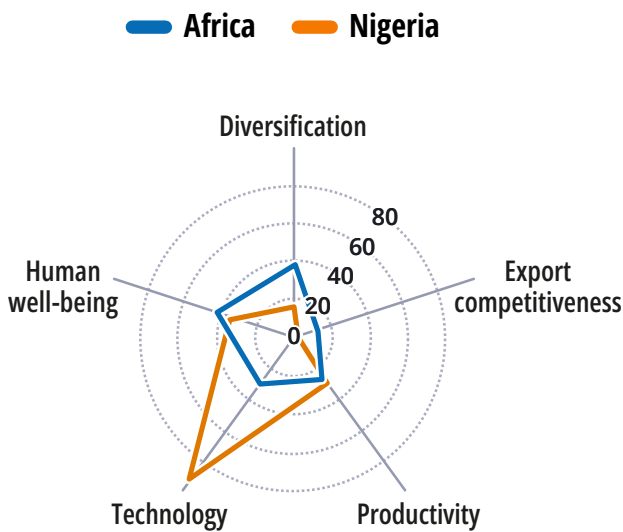 Africa Nigeria
Diversification
80
60
40
20
0
Human
well-being
Export
competitiveness
Technology
Productivity